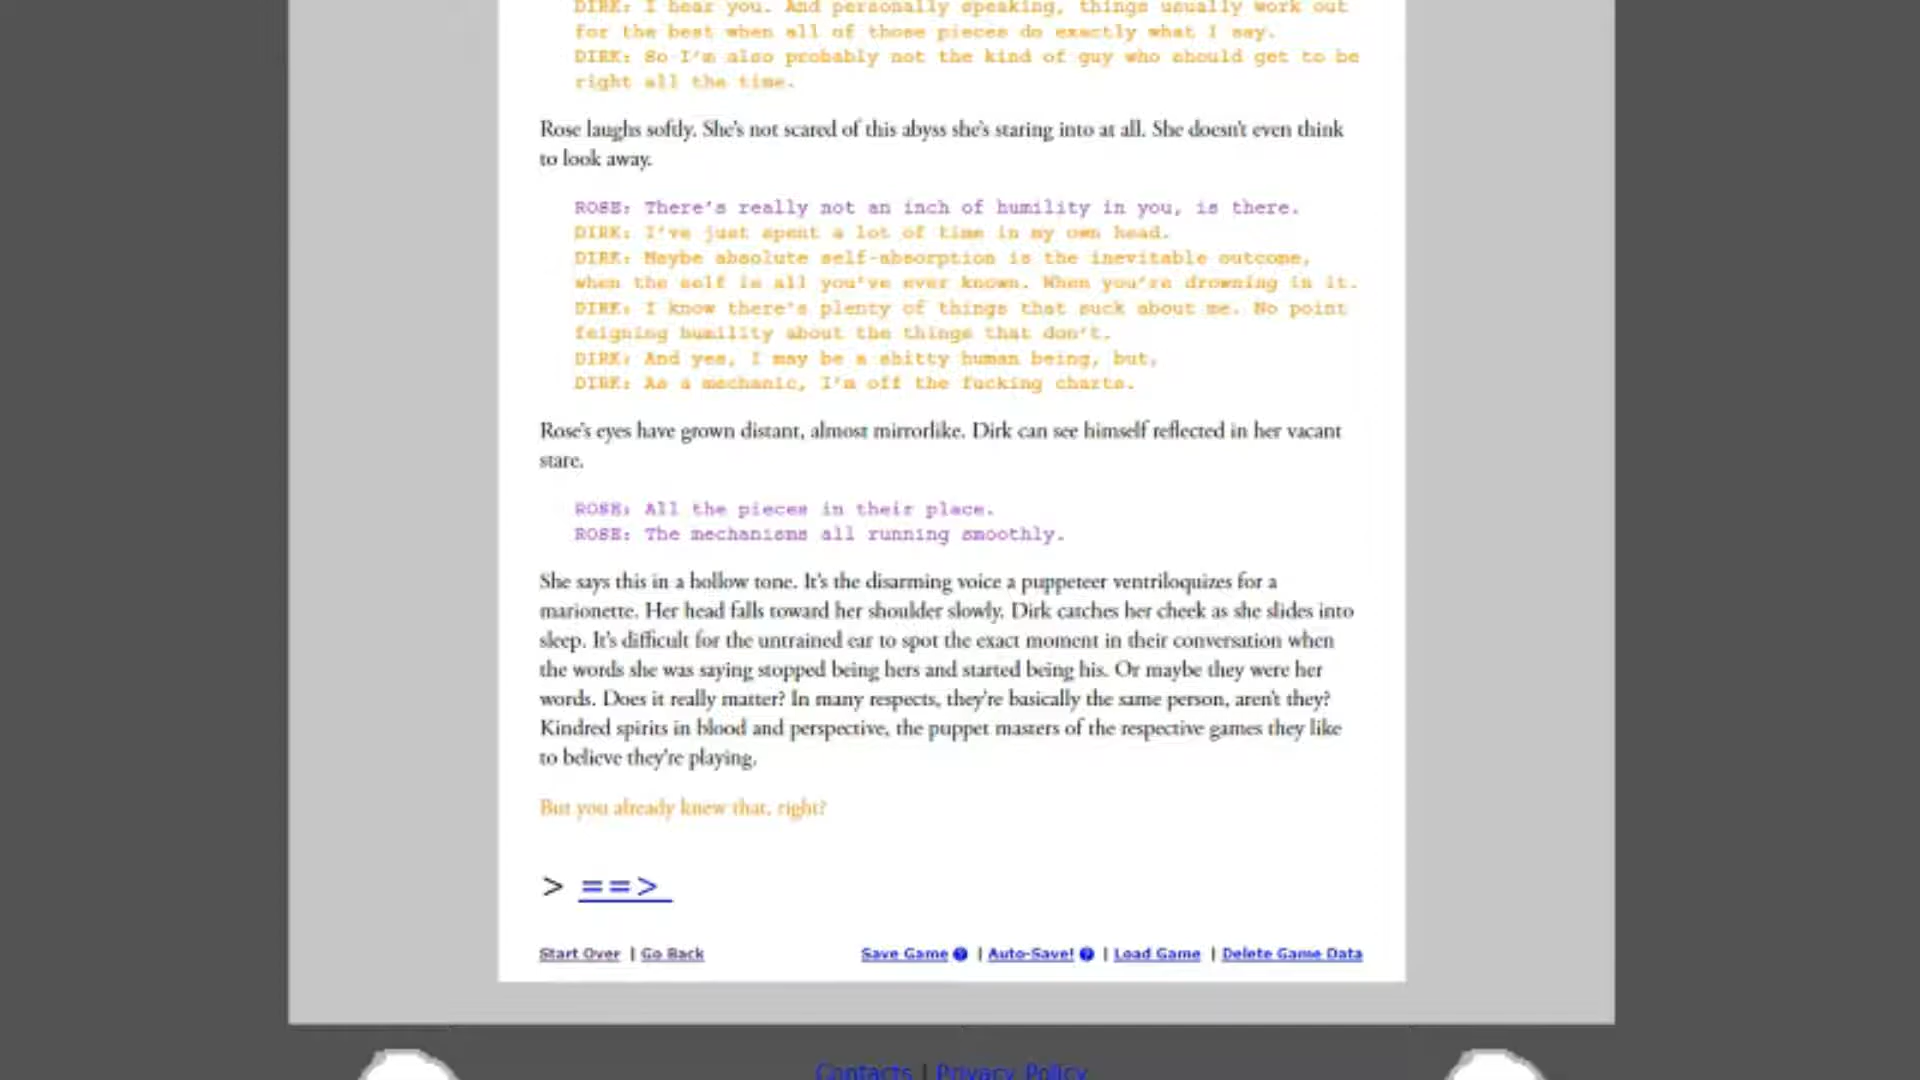 DIRK: I hear you. And personally speaking, things usually work out
for the best when all of those pieces do exactly what I say.
DIRK: So I'm also probably not the kind of guy who should get to be
right all the time.
Rose laughs softly. She's not scared of this abyss she's staring into at all. She doesn't even think
to look away.
ROSE: There's really not an inch of humility in you, is there.
DIRK: I've just spent a lot of time in my own head.
DIRK: Maybe absolute self-absorption is the inevitable outcome,
when the self is all you've ever known. When you're drowning in it.
DIRK: I know there's plenty of things that suck about me. No point
feigning humility about the things that don't.
DIRK: And yes, I may be a shitty human being, but,
DIRK: As a mechanic, I'm off the fucking charts.
Rose's eyes have grown distant, almost mirrorlike. Dirk can see himself reflected in her vacant
stare.
ROSE: All the pieces in their place.
ROSE: The mechanisms all running smoothly.
She says this in a hollow tone. It's the disarming voice a puppeteer ventriloquizes for a
marionette. Her head falls toward her shoulder slowly. Dirk catches her cheek as she slides into
sleep. It's difficult for the untrained ear to spot the exact moment in their conversation when
the words she was saying stopped being hers and started being his. Or maybe they were her
words. Does it really matter? In many respects, they're basically the same person, aren't they?
Kindred spirits in blood and perspective, the puppet masters of the respective games they like
to believe they're playing.
But you already knew that, right?
> ==>
Start Over | Go Back Save Game ? | Auto-Save! ? | Load Game | Delete Game Data
Contacts | Privacy Policy